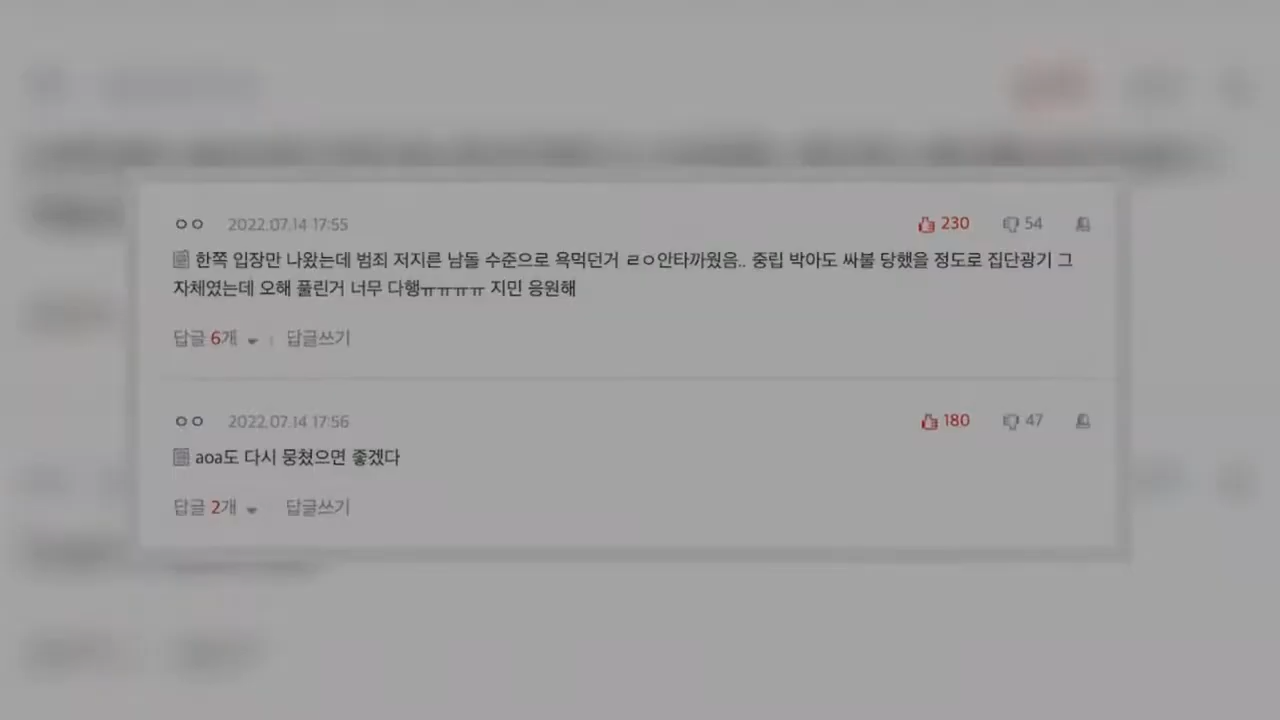 ㅇㅇ 2022.07.14 17:55 230 54
한쪽 입장만 나왔는데 범죄 저지른 남돌 수준으로 욕먹던거 ㄹㅇ안타까웠음.. 중립 박아도 싸불 당했을 정도로 집단광기 그
자체였는데 오해 풀린거 너무 다행ㅠㅠㅠㅠ 지민 응원해
답글 6개 답글쓰기
ㅇㅇ 2022.07.14 17:56 180 47
aoa도 다시 뭉쳤으면 좋겠다
답글 2개 답글쓰기